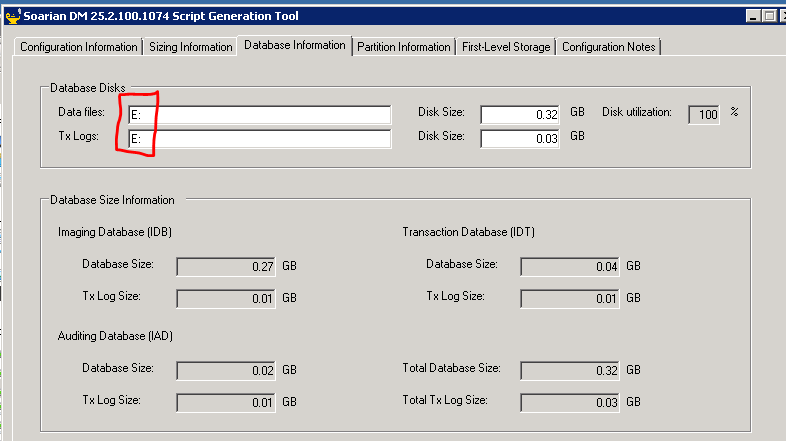 Soarian DM 25.2.100.1074 Script Generation Tool
Configuration Information Sizing Information Database Information Partition Information First-Level Storage Configuration Notes
Database Disks
Data files: E: Disk Size: 0.32 GB Disk utilization: 100 %
Tx Logs: E: Disk Size: 0.03 GB
Database Size Information
Imaging Database (IDB) Transaction Database (IDT)
Database Size: 0.27 GB Database Size: 0.04 GB
Tx Log Size: 0.01 GB Tx Log Size: 0.01 GB
Auditing Database (IAD)
Database Size: 0.02 GB Total Database Size: 0.32 GB
Tx Log Size: 0.01 GB Total Tx Log Size: 0.03 GB